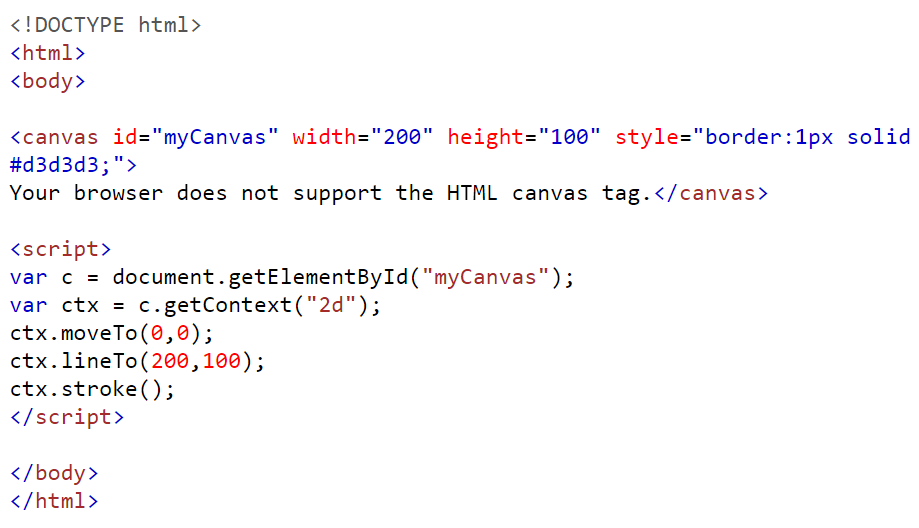 <!DOCTYPE html>
<html>
<body>
<canvas id="myCanvas" width="200" height="100" style="border:1px solid
#d3d3d3;">
Your browser does not support the HTML canvas tag.</canvas>
<script>
var c = document.getElementById("myCanvas");
var ctx = c.getContext("2d");
ctx.moveTo(0,0);
ctx.lineTo(200,100);
ctx.stroke();
</script>
</body>
</html>